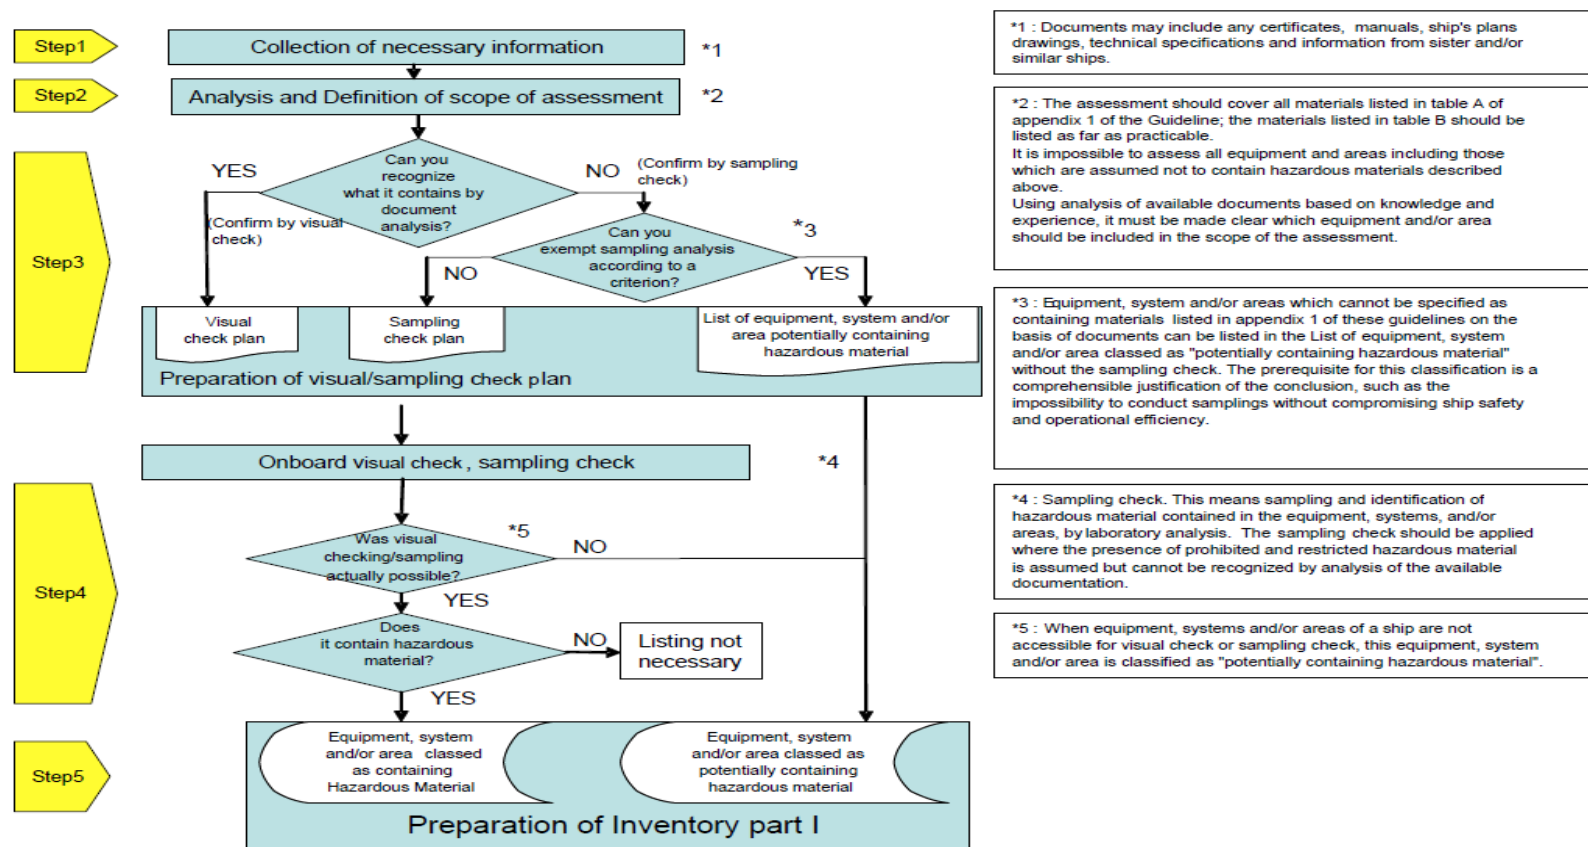 Step1
Collection of necessary information
*1
Step2
Analysis and Definition of scope of assessment
*2
Step3
YES
Can you
recognize
what it contains by
document
analysis?
NO
(Confirm by sampling
check)
(Confirm by visual
check)
Can you
exempt sampling analysis
according to a
criterion?
*3
NO
YES
Visual
check plan
Sampling
check plan
List of equipment, system and/or
area potentially containing
hazardous material
Preparation of visual/sampling check plan
Onboard visual check, sampling check
*4
Step4
Was visual
checking/sampling
actually possible?
*5
NO
YES
Does
it contain hazardous
material?
NO
Listing not
necessary
YES
Step5
Equipment, system
and/or area classed
as containing
Hazardous Material
Equipment, system
and/or area classed as
potentially containing
hazardous material
Preparation of Inventory part I
*1 : Documents may include any certificates, manuals, ship's plans
drawings, technical specifications and information from sister and/or
similar ships.
*2 : The assessment should cover all materials listed in table A of
appendix 1 of the Guideline; the materials listed in table B should be
listed as far as practicable.
It is impossible to assess all equipment and areas including those
which are assumed not to contain hazardous materials described
above.
Using analysis of available documents based on knowledge and
experience, it must be made clear which equipment and/or area
should be included in the scope of the assessment.
*3 : Equipment, system and/or areas which cannot be specified as
containing materials listed in appendix 1 of these guidelines on the
basis of documents can be listed in the List of equipment, system
and/or area classed as "potentially containing hazardous material"
without the sampling check. The prerequisite for this classification is a
comprehensible justification of the conclusion, such as the
impossibility to conduct samplings without compromising ship safety
and operational efficiency.
*4 : Sampling check. This means sampling and identification of
hazardous material contained in the equipment, systems, and/or
areas, by laboratory analysis. The sampling check should be applied
where the presence of prohibited and restricted hazardous material
is assumed but cannot be recognized by analysis of the available
documentation.
*5 : When equipment, systems and/or areas of a ship are not
accessible for visual check or sampling check, this equipment, system
and/or area is classified as "potentially containing hazardous material".